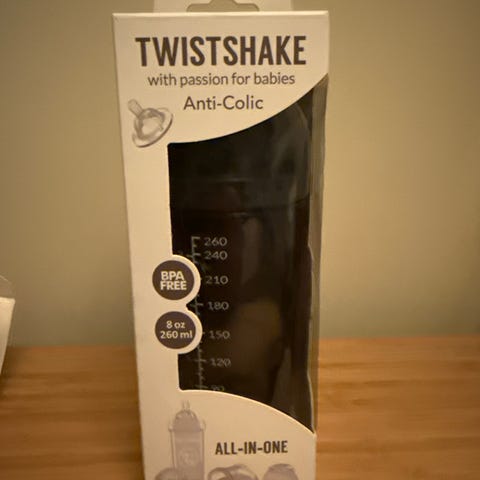 TWISTSHAKE
with passion for babies
Anti-Colic
260
240
210
180
150
120
90
BPA
FREE
8 oz
260 ml
ALL-IN-ONE